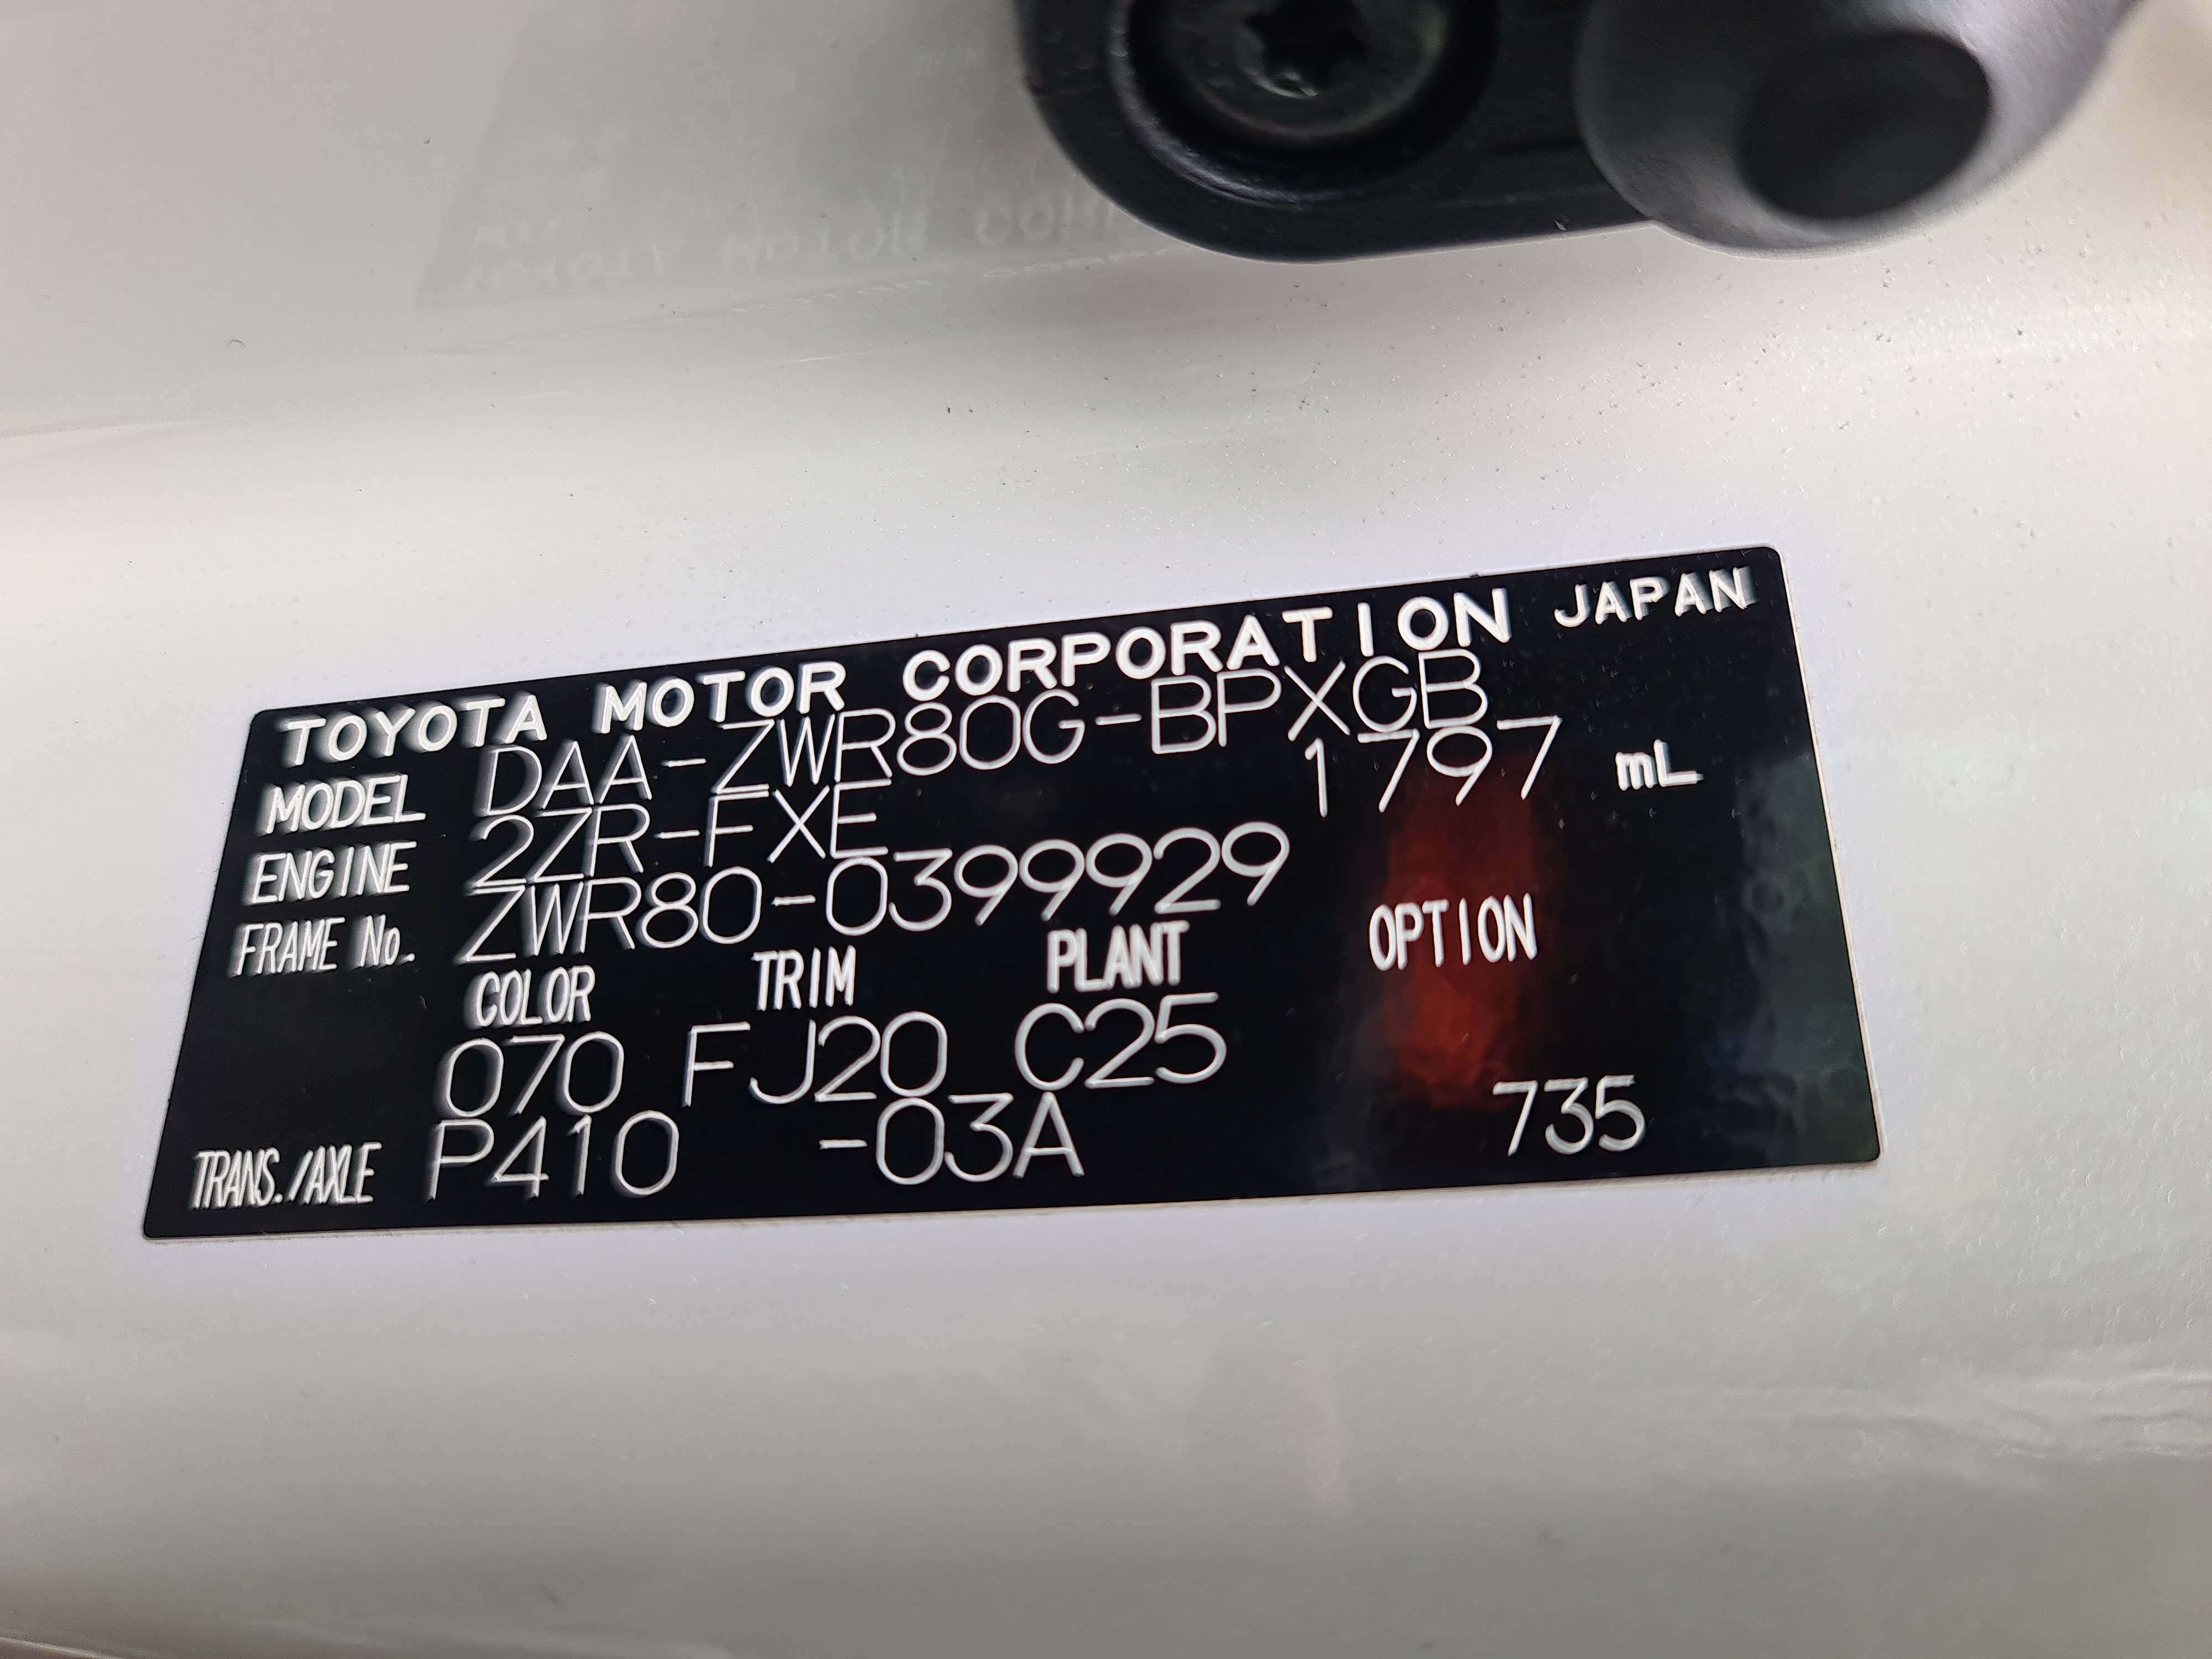 TOYOTA MOTOR CORPORATION JAPAN
MODEL DAA-ZWR80G-BPXGB
ENGINE 2ZR-FXE 1797 mL
FRAME No. ZWR80-0399929
COLOR TRIM PLANT OPTION
070 FJ20 C25
TRANS./AXLE P410 -03A 735